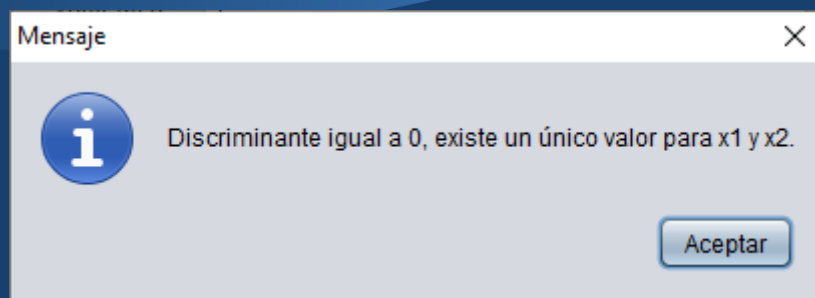 Mensaje
Discriminante igual a 0, existe un único valor para x1 y x2.
Aceptar